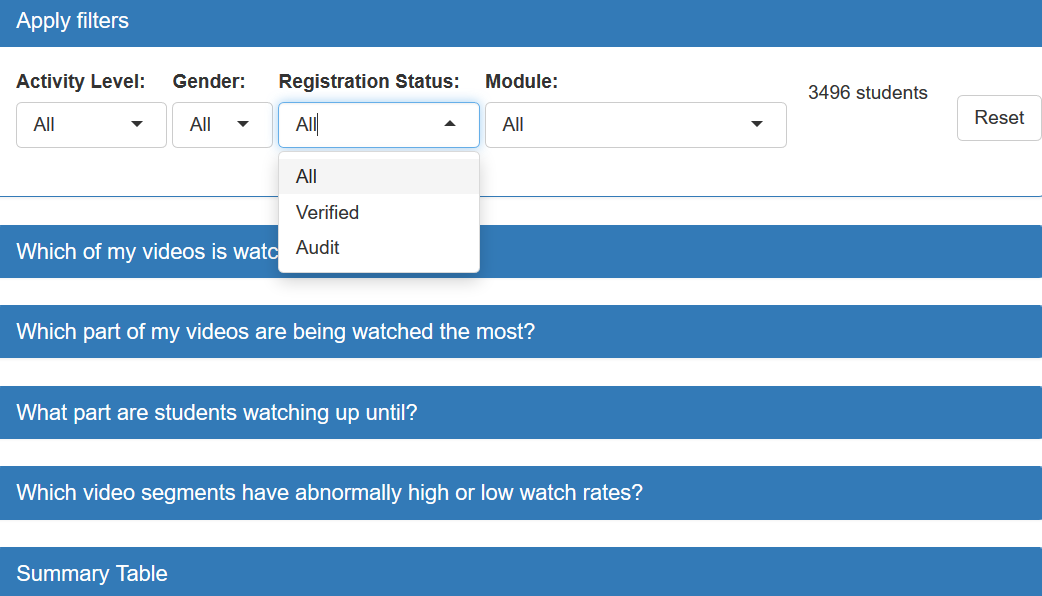 Apply filters
Activity Level: Gender: Registration Status: Module:
3496 students
All All All All
Reset
All
Verified
Audit
Which of my videos is watc
Which part of my videos are being watched the most?
What part are students watching up until?
Which video segments have abnormally high or low watch rates?
Summary Table